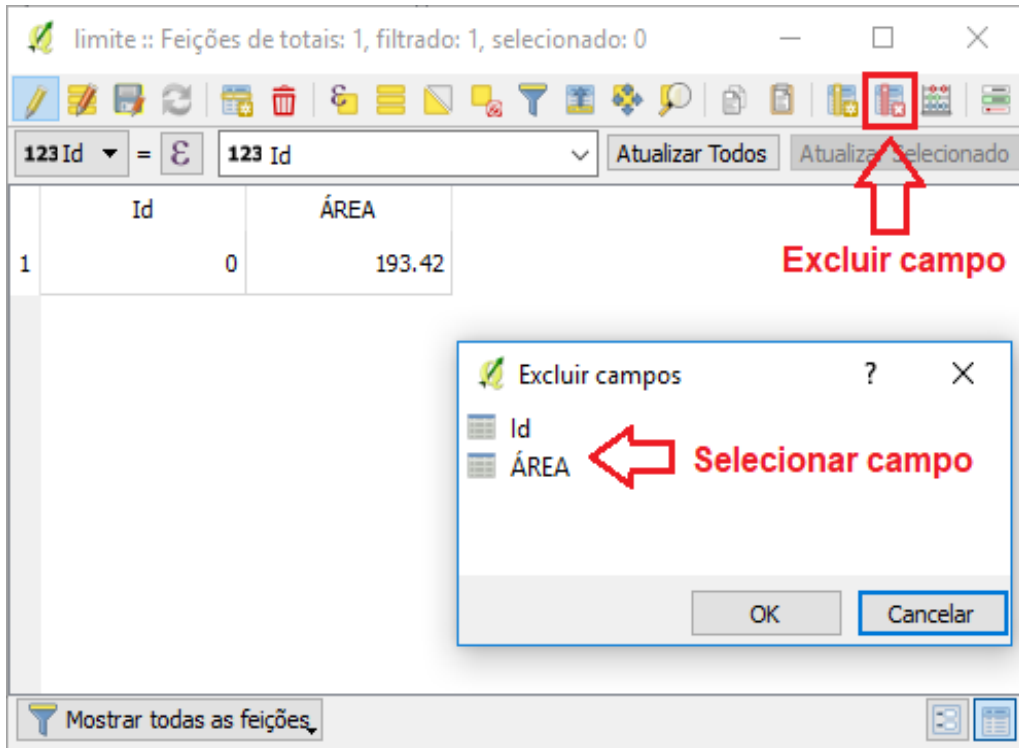 limite :: Feições de totais: 1, filtrado: 1, selecionado: 0
123 Id = ε 123 Id Atualizar Todos Atualizar Selecionado
Id ÁREA
1 0 193.42
Excluir campo
Excluir campos ?
Id
ÁREA
Selecionar campo
OK Cancelar
Mostrar todas as feições